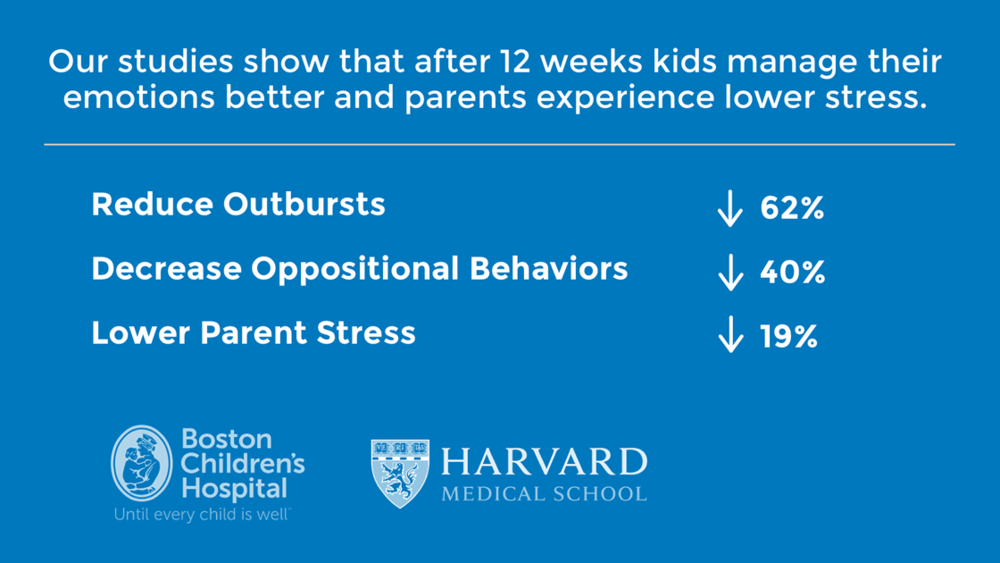 Our studies show that after 12 weeks kids manage their
emotions better and parents experience lower stress.
Reduce Outbursts ↓ 62%
Decrease Oppositional Behaviors ↓ 40%
Lower Parent Stress ↓ 19%
Boston
Children's
Hospital
Until every child is well™
HARVARD
MEDICAL SCHOOL